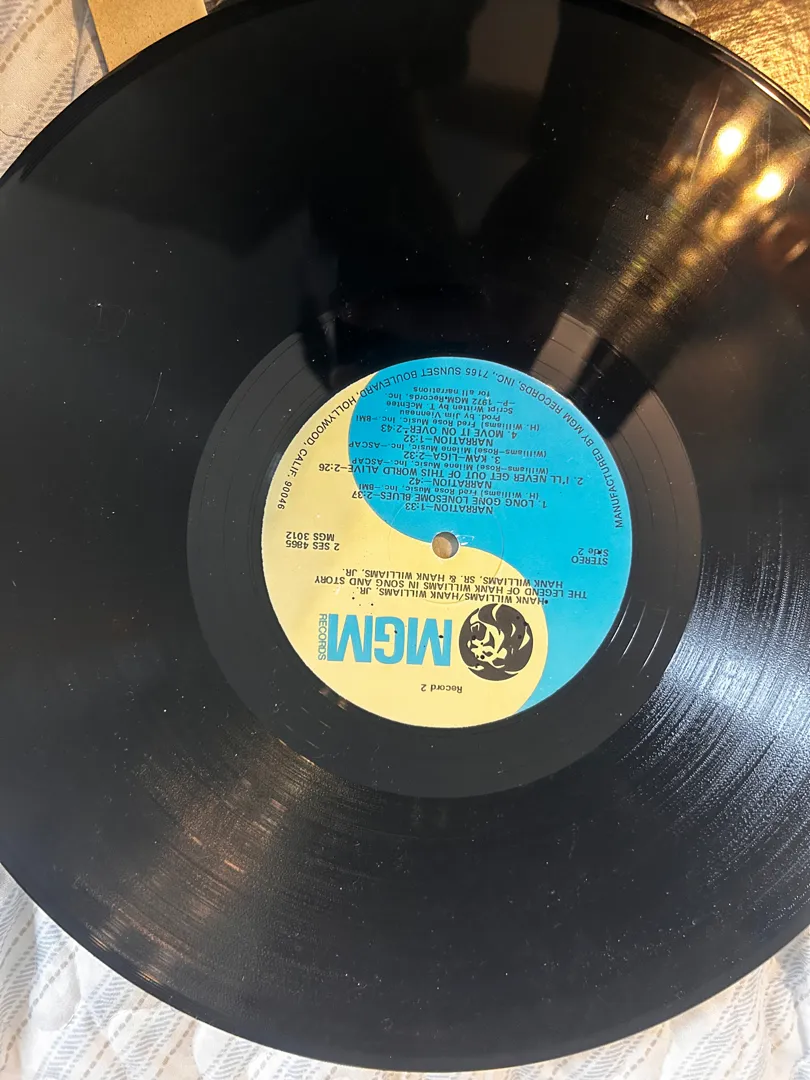 Record 2
MGM
RECORDS
HANK WILLIAMS/HANK WILLIAMS, JR.
THE LEGEND OF HANK WILLIAMS IN SONG AND STORY
HANK WILLIAMS, SR. & HANK WILLIAMS, JR.
STEREO
Side 2
2 SES 4865
MGS 3012
NARRATION—1:33
1. LONG GONE LONESOME BLUES—2:37
(H. Williams) Fred Rose Music, Inc.—BMI
NARRATION—:42
2. I'LL NEVER GET OUT OF THIS WORLD ALIVE—2:26
(Williams—Rose) Milene Music, Inc.—ASCAP
3. KAW—LIGA—2:32
(Williams—Rose) Milene Music, Inc.—ASCAP
NARRATION—1:32
4. MOVE IT ON OVER—2:43
(H. Williams) Fred Rose Music, Inc.—BMI
Prod. by Jim Vienneau
Script Written by T. McEntee
—P— 1972 MGM Records, Inc.
for all narrations
MANUFACTURED BY MGM RECORDS, INC., 7165 SUNSET BOULEVARD, HOLLYWOOD, CALIF. 90046